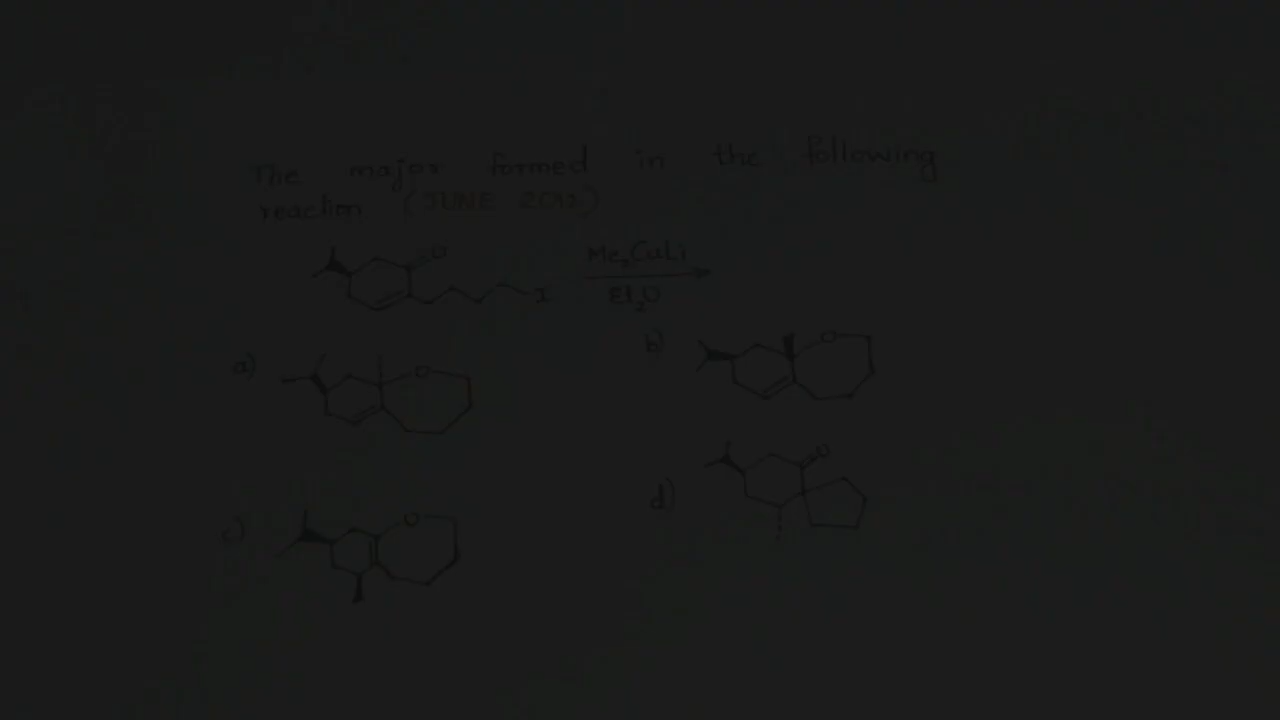 The major formed in the following
reaction (JUNE 2011)
O
I
Me2CuLi
Et2O
a)
O
b)
O
c)
O
d)
O